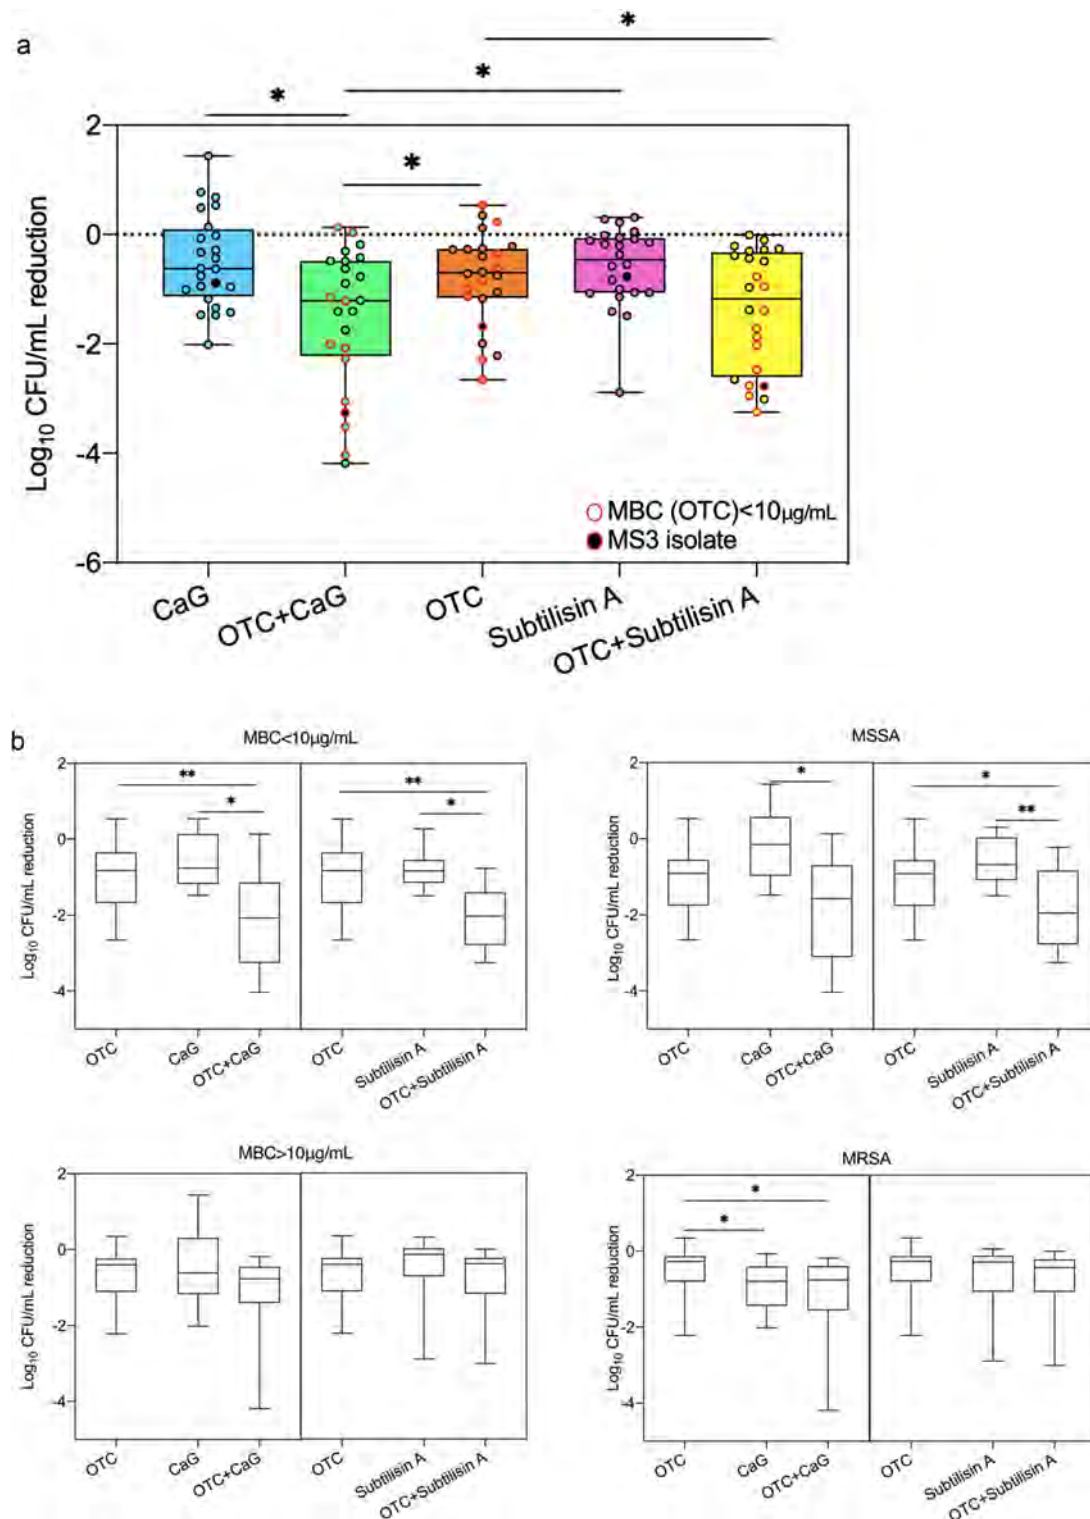 a
*
*
*
*
2
0
-2
-4
-6
Log10 CFU/mL reduction
MBC (OTC)<10µg/mL
MS3 isolate
CaG
OTC+CaG
OTC
Subtilisin A
OTC+Subtilisin A
b
MBC<10µg/mL
2
0
-2
-4
Log10 CFU/mL reduction
**
*
**
*
OTC
CaG
OTC+CaG
OTC
Subtilisin A
OTC+Subtilisin A
MSSA
2
0
-2
-4
Log10 CFU/mL reduction
*
*
**
OTC
CaG
OTC+CaG
OTC
Subtilisin A
OTC+Subtilisin A
MBC>10µg/mL
2
0
-2
-4
Log10 CFU/mL reduction
OTC
CaG
OTC+CaG
OTC
Subtilisin A
OTC+Subtilisin A
MRSA
2
0
-2
-4
Log10 CFU/mL reduction
*
*
OTC
CaG
OTC+CaG
OTC
Subtilisin A
OTC+Subtilisin A